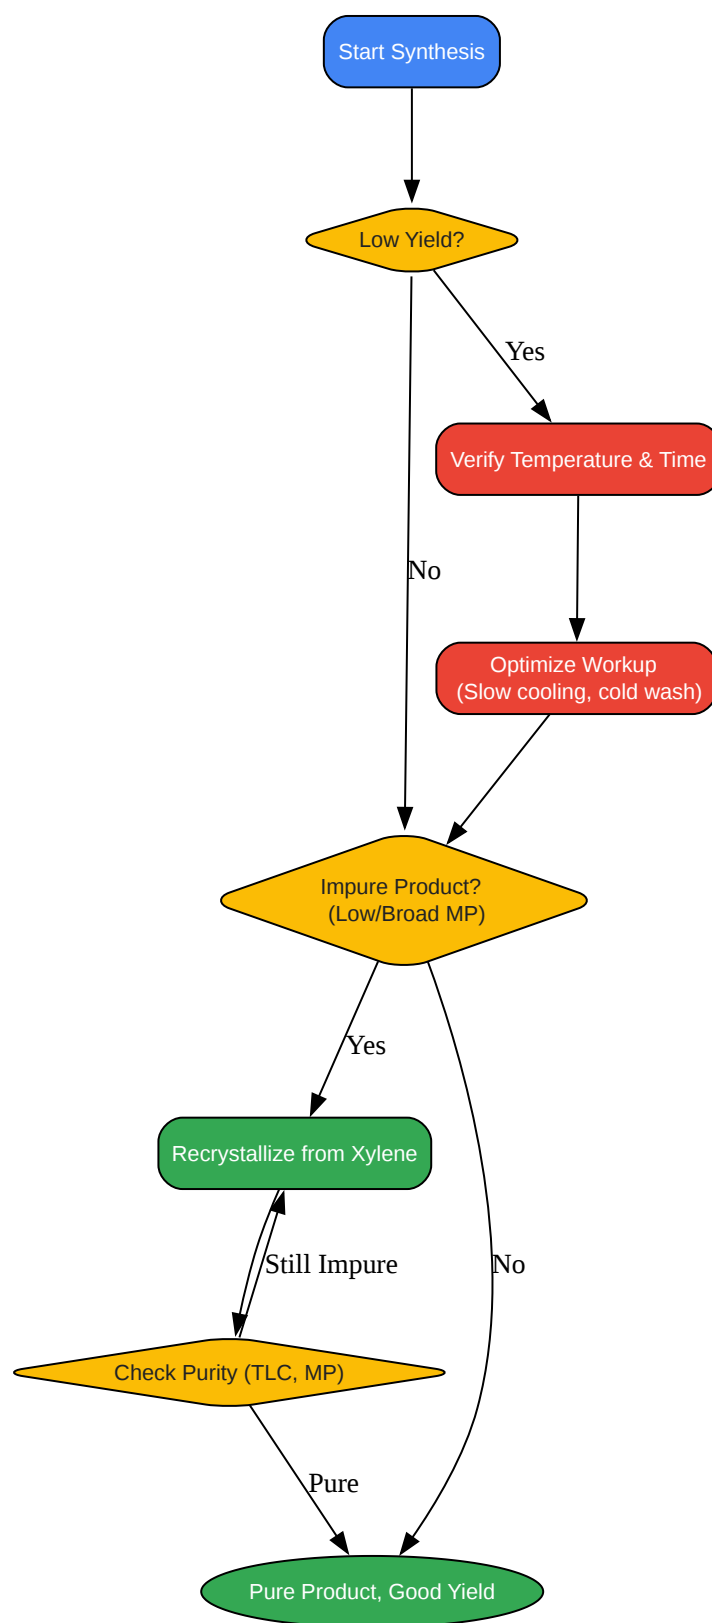 Start Synthesis
Low Yield?
Yes
Verify Temperature & Time
No
Optimize Workup
(Slow cooling, cold wash)
Impure Product?
(Low/Broad MP)
Yes
Recrystallize from Xylene
Still Impure
No
Check Purity (TLC, MP)
Pure
Pure Product, Good Yield